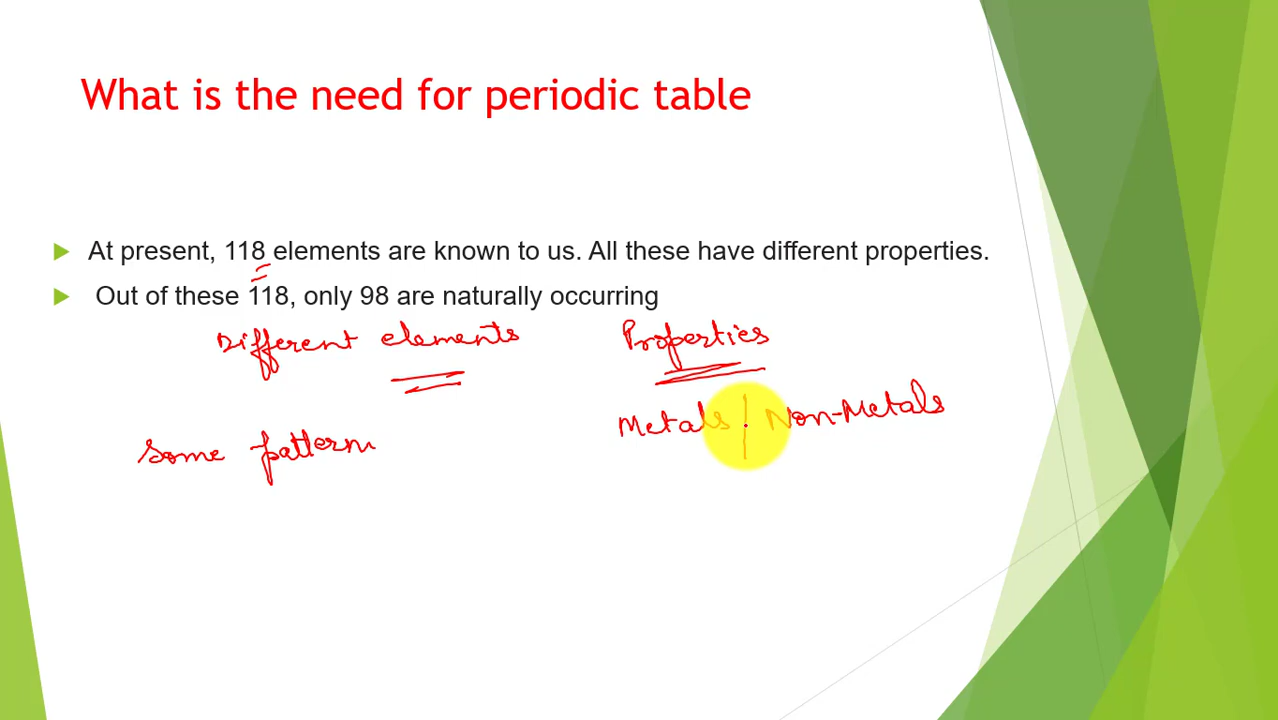 What is the need for periodic table
At present, 118 elements are known to us. All these have different properties.
Out of these 118, only 98 are naturally occurring
Different elements Properties
Metals | Non-Metals
Some pattern